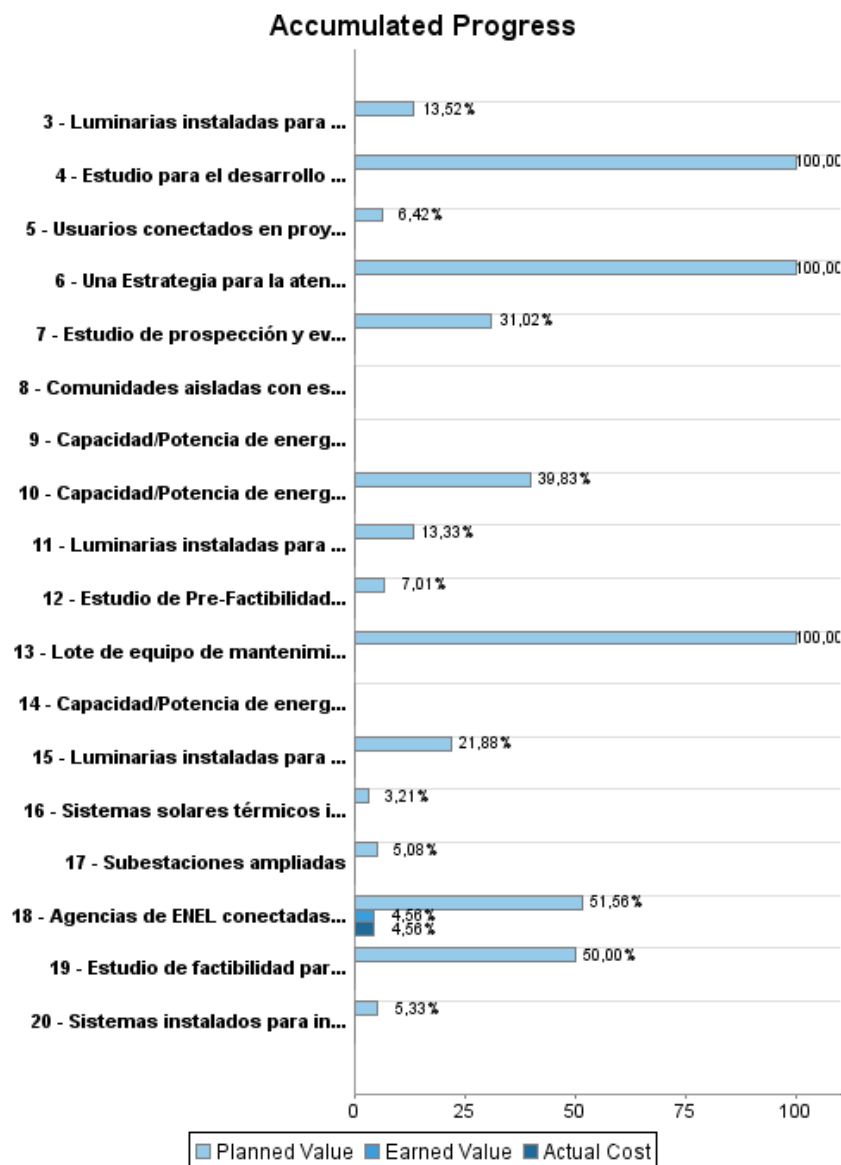 Accumulated Progress
3 - Luminarias instaladas para ...
13,52%
4 - Estudio para el desarrollo ...
100,00
5 - Usuarios conectados en proy...
6,42%
6 - Una Estrategia para la aten...
100,00
7 - Estudio de prospección y ev...
31,02%
8 - Comunidades aisladas con es...
9 - Capacidad/Potencia de energ...
10 - Capacidad/Potencia de energ...
39,83%
11 - Luminarias instaladas para ...
13,33%
12 - Estudio de Pre-Factibilidad...
7,01%
13 - Lote de equipo de mantenimi...
100,00
14 - Capacidad/Potencia de energ...
15 - Luminarias instaladas para ...
21,88%
16 - Sistemas solares térmicos i...
3,21%
17 - Subestaciones ampliadas
5,08%
18 - Agencias de ENEL conectadas...
51,56%
4,56%
4,56%
19 - Estudio de factibilidad par...
50,00%
20 - Sistemas instalados para in...
5,33%
0 25 50 75 100
Planned Value Earned Value Actual Cost